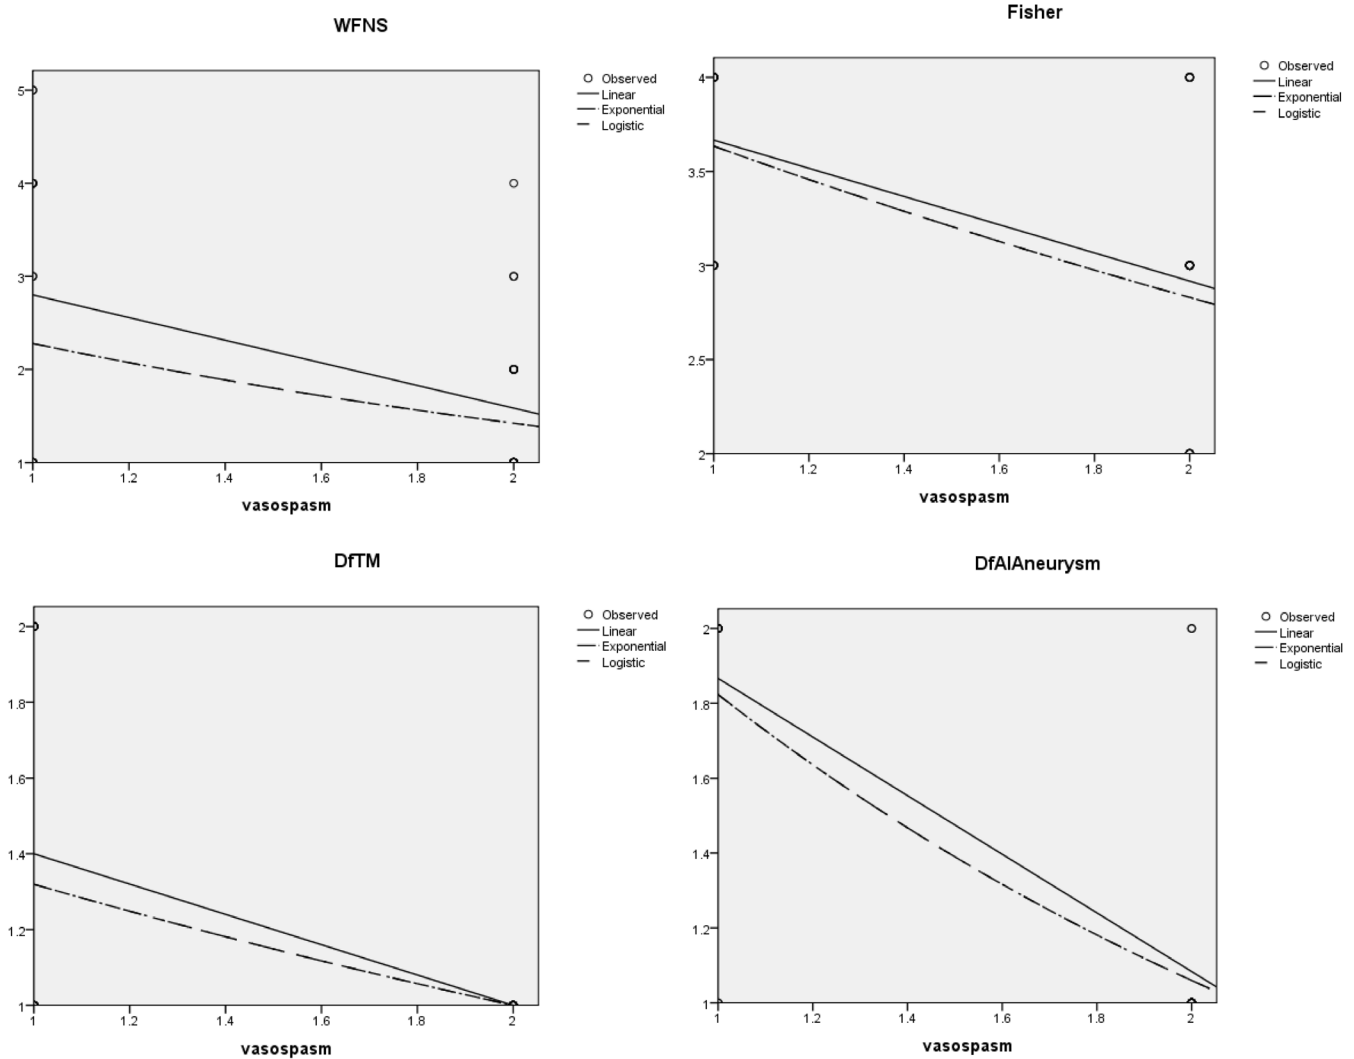 WFNS
Observed
Linear
Exponential
Logistic
5
4
3
2
1
1 1.2 1.4 1.6 1.8 2
vasospasm
Fisher
Observed
Linear
Exponential
Logistic
4
3.5
3
2.5
2
1 1.2 1.4 1.6 1.8 2
vasospasm
DfTM
Observed
Linear
Exponential
Logistic
2
1.8
1.6
1.4
1.2
1
1 1.2 1.4 1.6 1.8 2
vasospasm
DfAIAneurysm
Observed
Linear
Exponential
Logistic
2
1.8
1.6
1.4
1.2
1
1 1.2 1.4 1.6 1.8 2
vasospasm